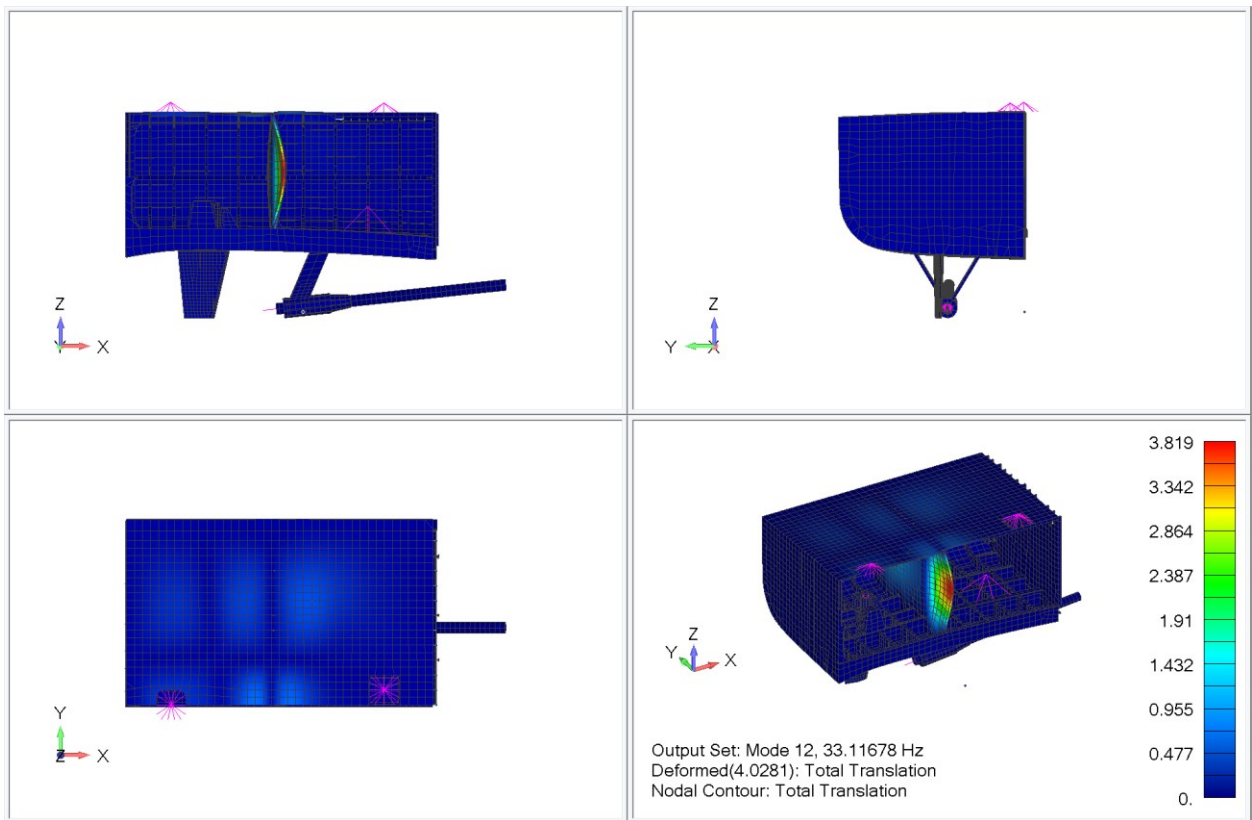 Z
Y X
Z
Y X
Y
Z X
3.819
3.342
2.864
2.387
1.91
1.432
0.955
0.477
0.
Z
Y X
Output Set: Mode 12, 33.11678 Hz
Deformed(4.0281): Total Translation
Nodal Contour: Total Translation